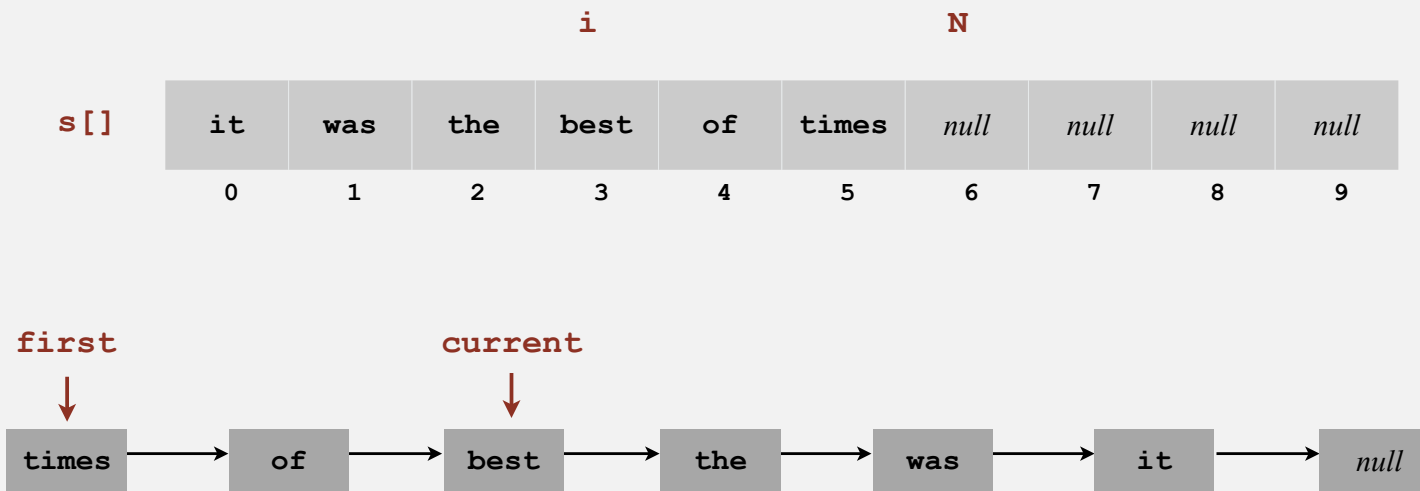 i N
s[] it was the best of times null null null null
0 1 2 3 4 5 6 7 8 9
first current
times of best the was it null